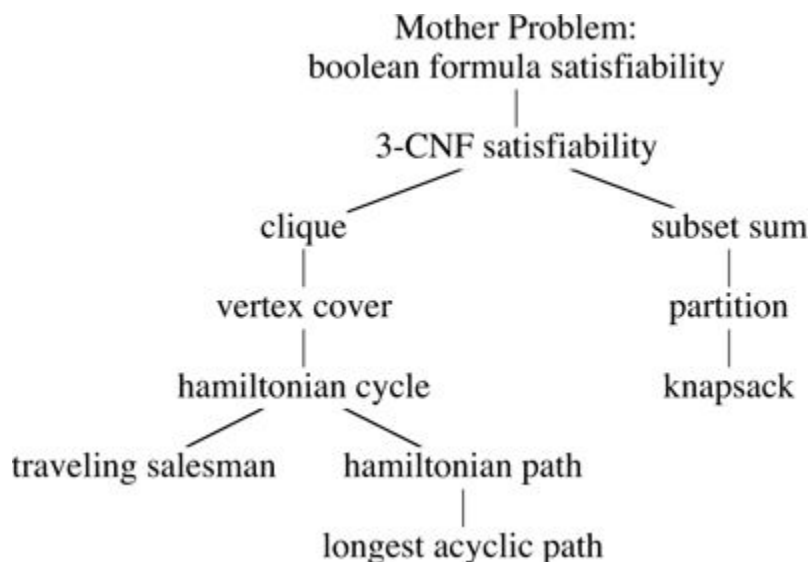 Mother Problem:
boolean formula satisfiability
3-CNF satisfiability
clique
subset sum
vertex cover
partition
hamiltonian cycle
knapsack
traveling salesman
hamiltonian path
longest acyclic path